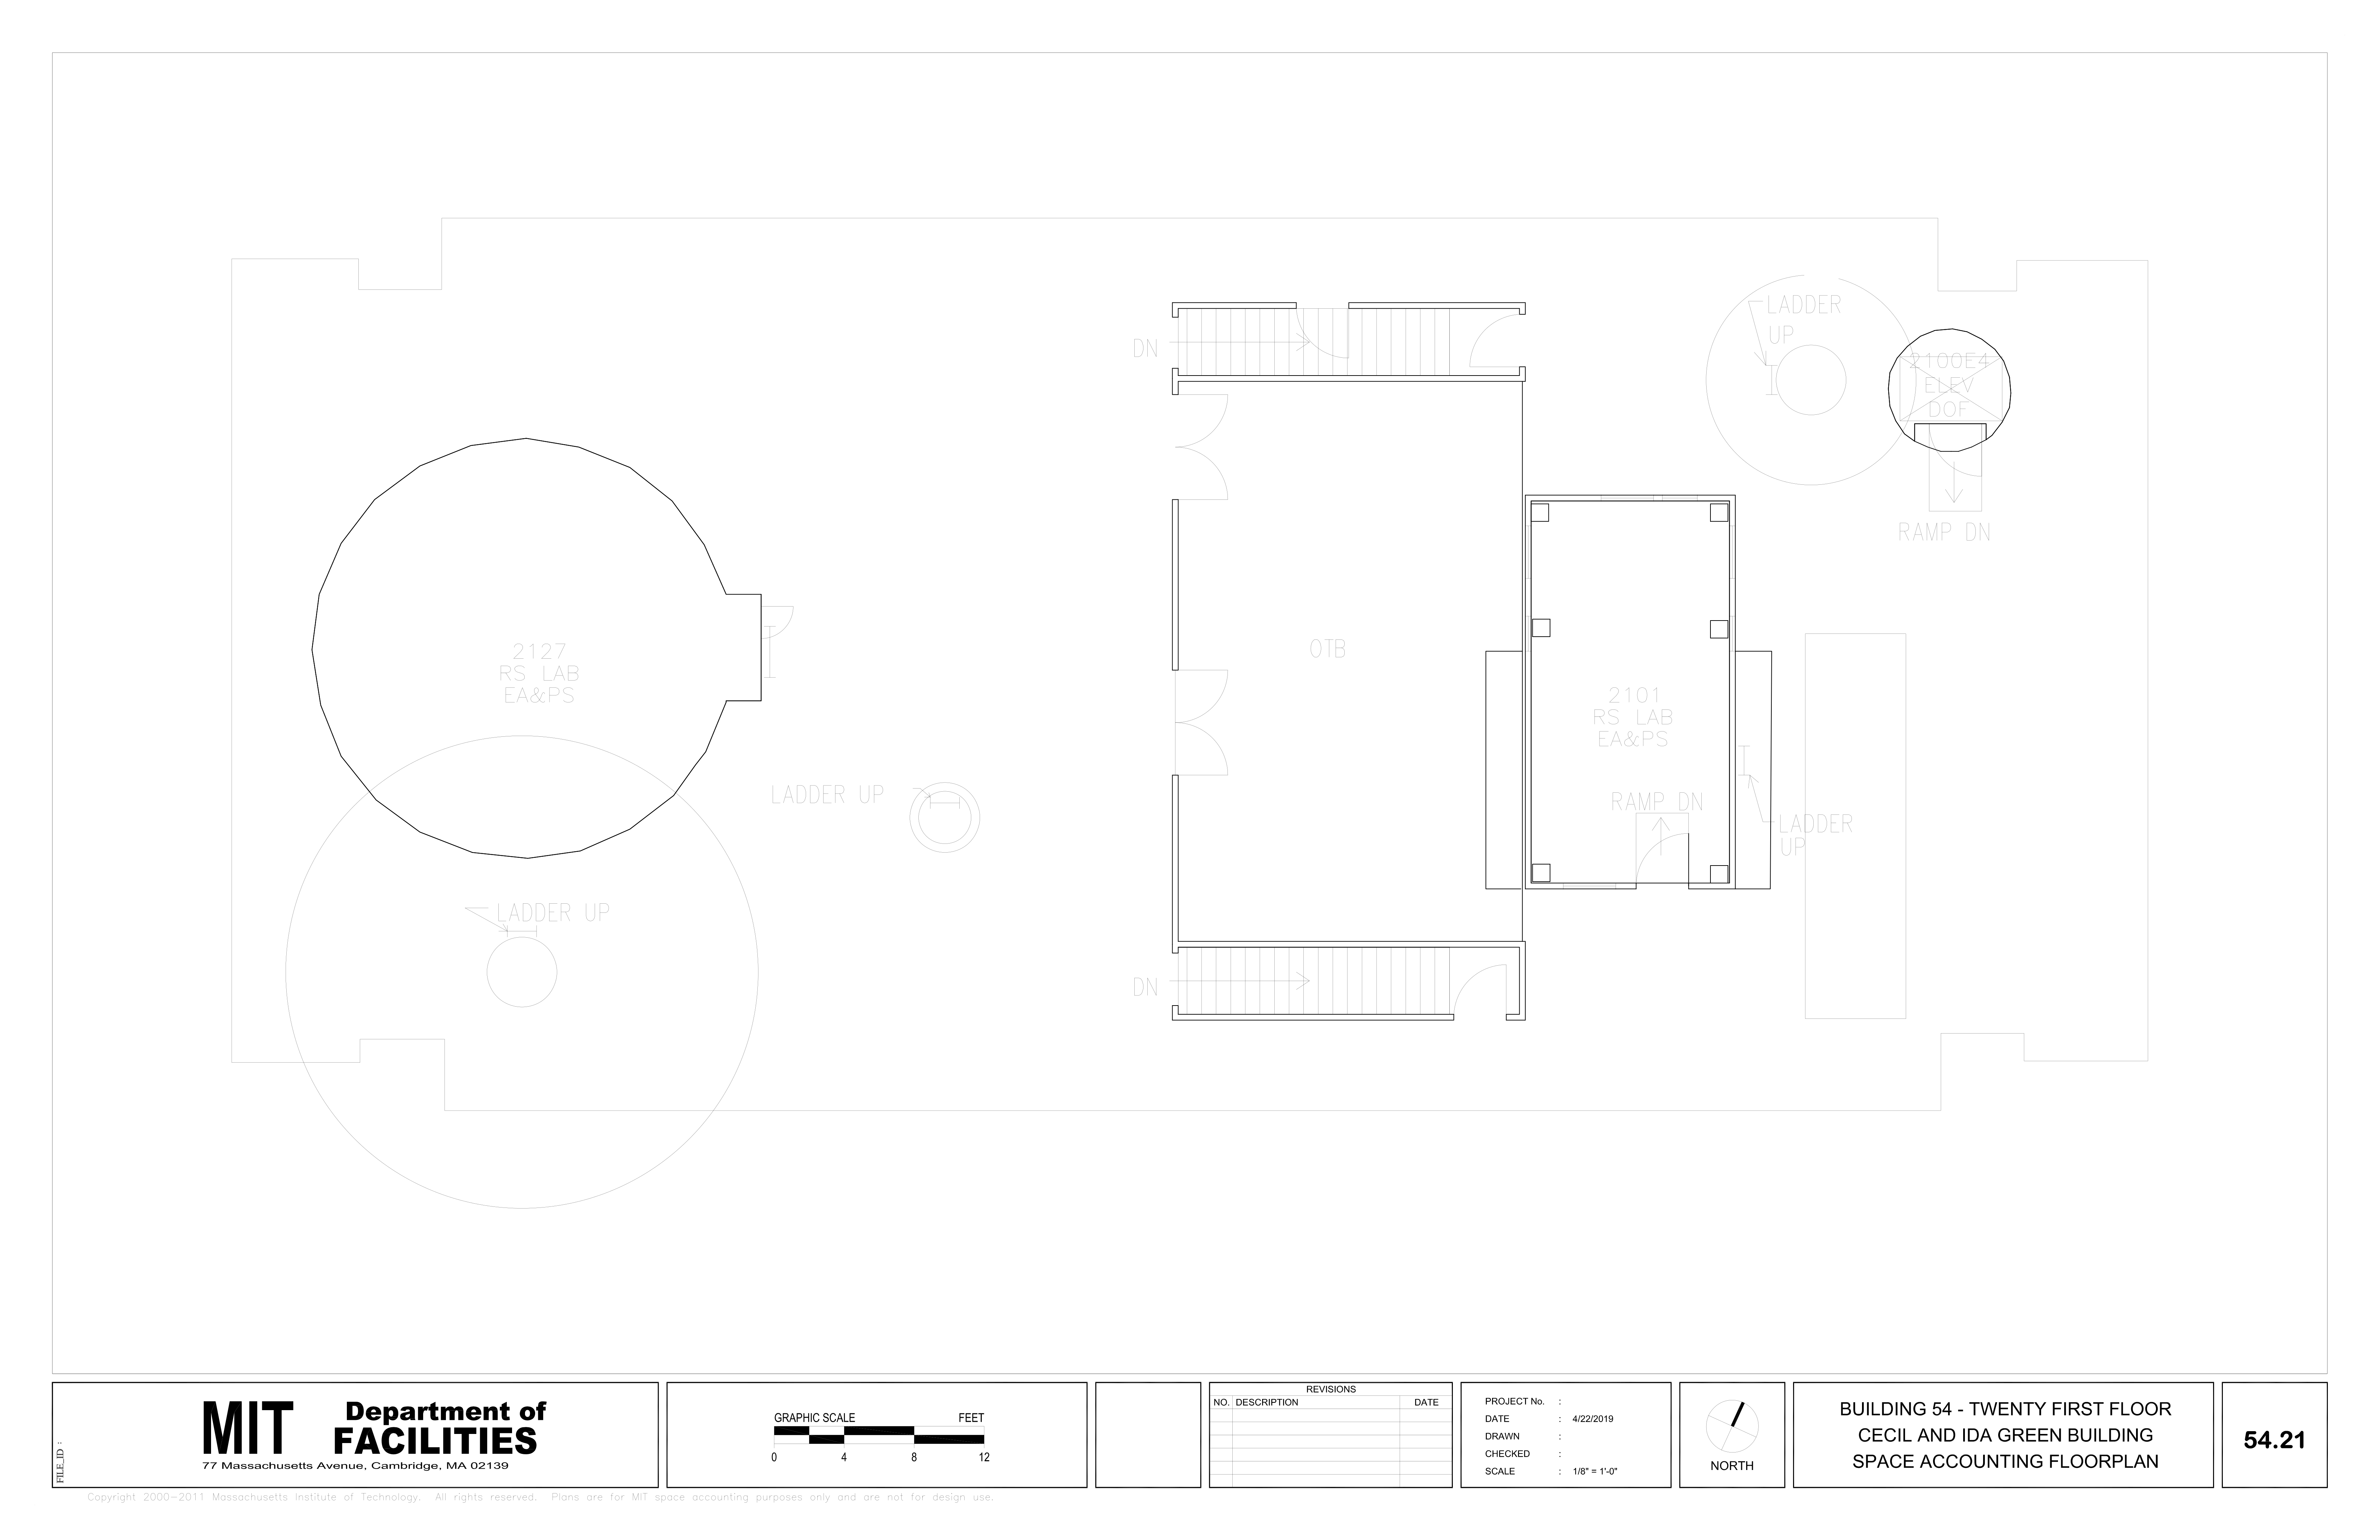 LADDER
UP
DN
2100E4
ELEV
DOF
RAMP DN
2127
RS LAB
EA&PS
OTB
2101
RS LAB
EA&PS
LADDER UP
RAMP DN
LADDER
UP
LADDER UP
DN
MIT Department of
FACILITIES
77 Massachusetts Avenue, Cambridge, MA 02139
FILE_ID :
GRAPHIC SCALE FEET
0 4 8 12
REVISIONS
NO. DESCRIPTION DATE
PROJECT No. :
DATE : 4/22/2019
DRAWN :
CHECKED :
SCALE : 1/8" = 1'-0"
NORTH
BUILDING 54 - TWENTY FIRST FLOOR
CECIL AND IDA GREEN BUILDING
SPACE ACCOUNTING FLOORPLAN
54.21
Copyright 2000-2011 Massachusetts Institute of Technology. All rights reserved. Plans are for MIT space accounting purposes only and are not for design use.